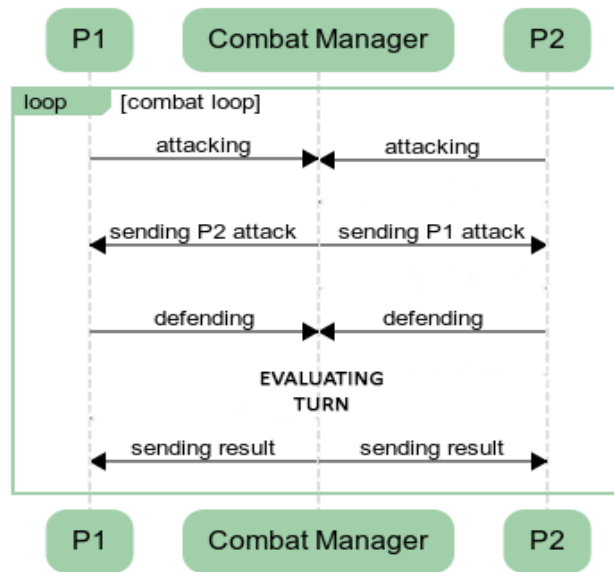 P1 Combat Manager P2
loop [combat loop]
attacking attacking
sending P2 attack sending P1 attack
defending defending
EVALUATING
TURN
sending result sending result
P1 Combat Manager P2